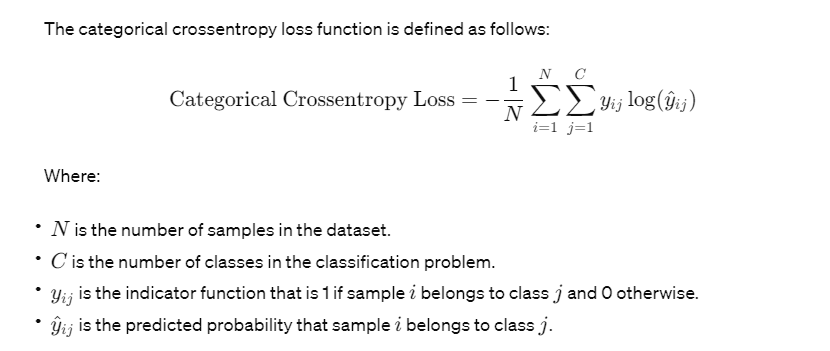 The categorical crossentropy loss function is defined as follows:
Categorical Crossentropy Loss = $-\frac{1}{N} \sum_{i=1}^{N} \sum_{j=1}^{C} y_{ij} \log(\hat{y}_{ij})$
Where:
• $N$ is the number of samples in the dataset.
• $C$ is the number of classes in the classification problem.
• $y_{ij}$ is the indicator function that is 1 if sample $i$ belongs to class $j$ and 0 otherwise.
• $\hat{y}_{ij}$ is the predicted probability that sample $i$ belongs to class $j$.